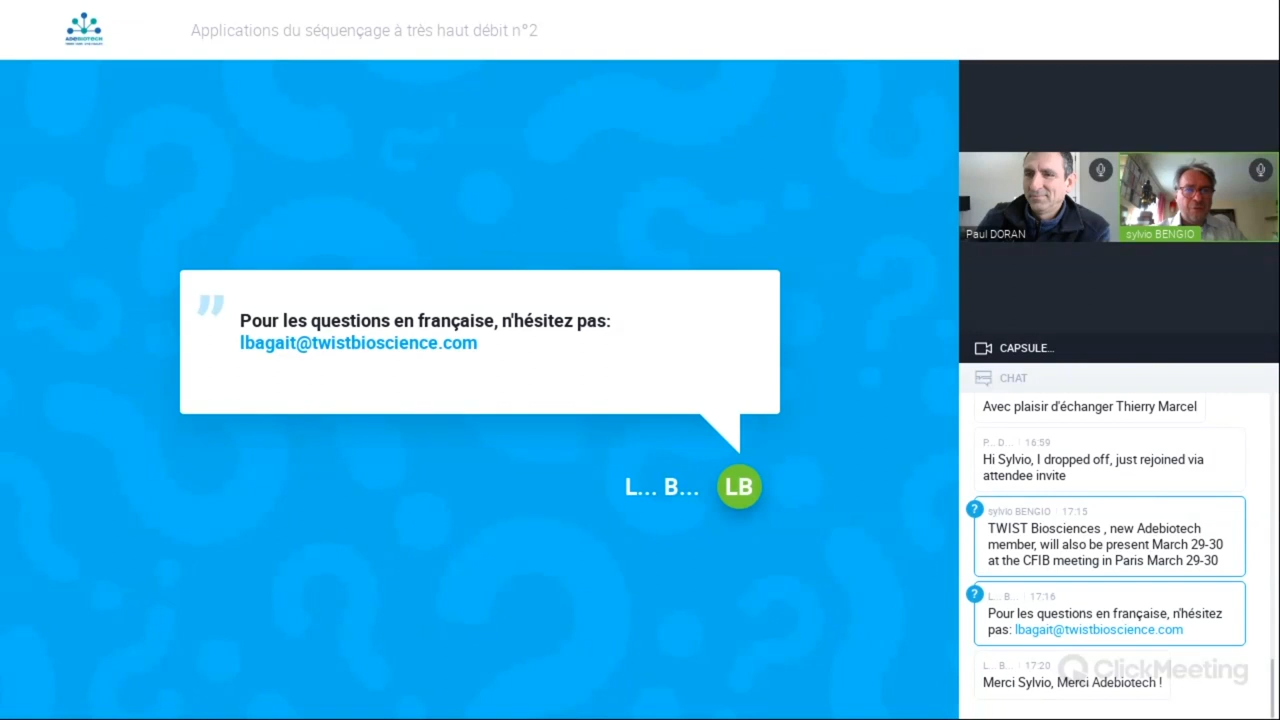 ADEBIOTECH
Applications du séquençage à très haut débit n°2
Pour les questions en française, n'hésitez pas:
lbagait@twistbioscience.com
L... B...
LB
Paul DORAN
sylvio BENGIO
CAPSULE...
CHAT
Avec plaisir d'échanger Thierry Marcel
P... D... 16:59
Hi Sylvio, I dropped off, just rejoined via
attendee invite
?
sylvio BENGIO 17:15
TWIST Biosciences , new Adebiotech
member, will also be present March 29-30
at the CFIB meeting in Paris March 29-30
?
L... B... 17:16
Pour les questions en française, n'hésitez
pas: lbagait@twistbioscience.com
L... B... 17:20
Merci Sylvio, Merci Adebiotech !
ClickMeeting